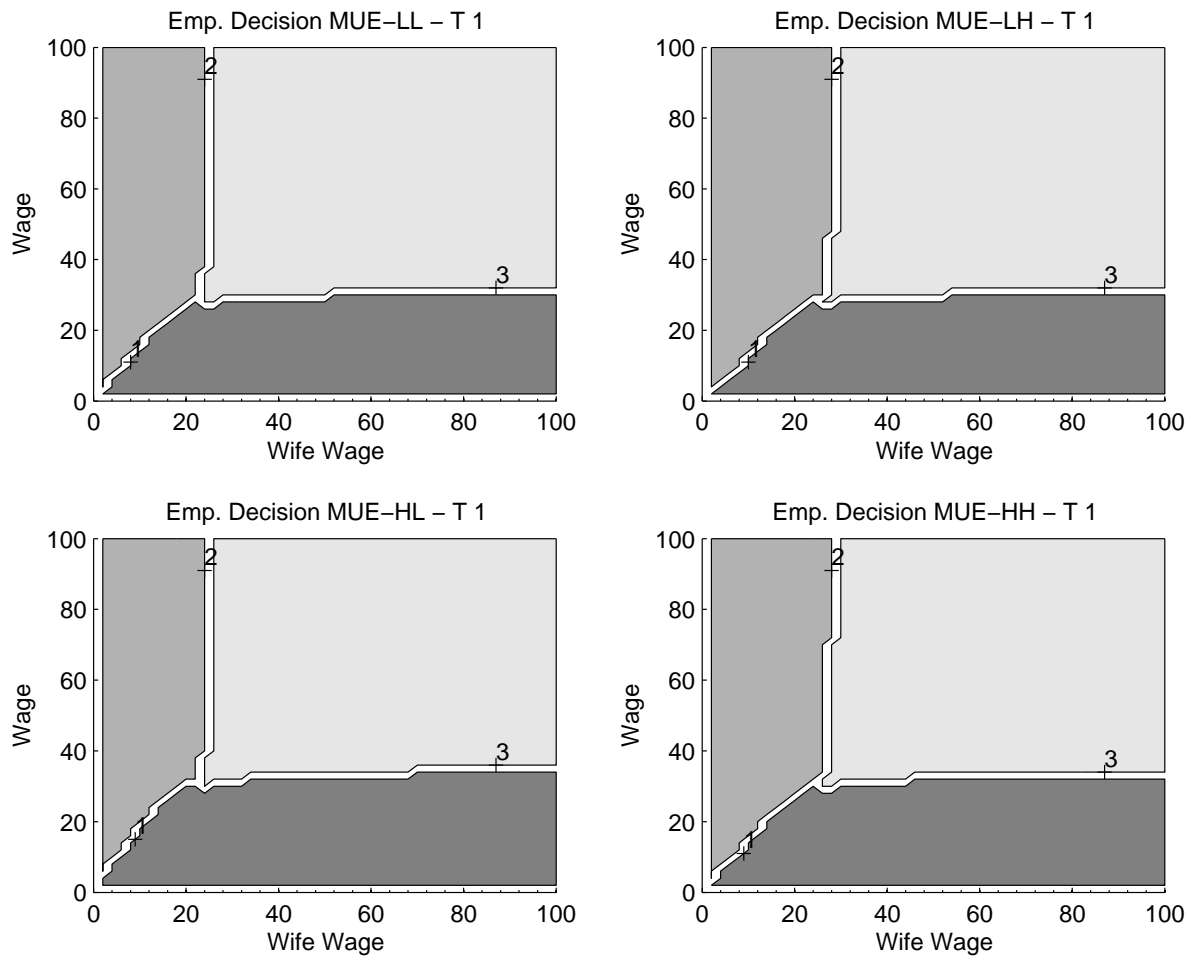 Emp. Decision MUE−LL − T 1
100
80
60
40
20
0
Wage
2
3
1
0 20 40 60 80 100
Wife Wage
Emp. Decision MUE−LH − T 1
100
80
60
40
20
0
Wage
2
3
1
0 20 40 60 80 100
Wife Wage
Emp. Decision MUE−HL − T 1
100
80
60
40
20
0
Wage
2
3
1
0 20 40 60 80 100
Wife Wage
Emp. Decision MUE−HH − T 1
100
80
60
40
20
0
Wage
2
3
1
0 20 40 60 80 100
Wife Wage